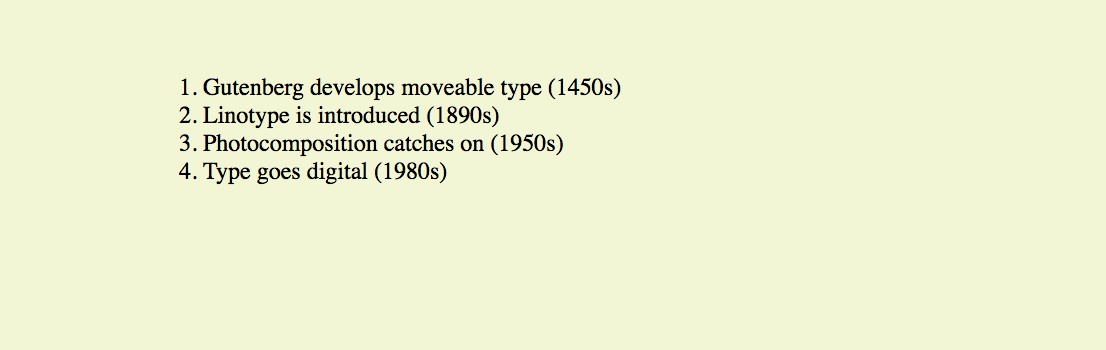 1. Gutenberg develops moveable type (1450s)
2. Linotype is introduced (1890s)
3. Photocomposition catches on (1950s)
4. Type goes digital (1980s)